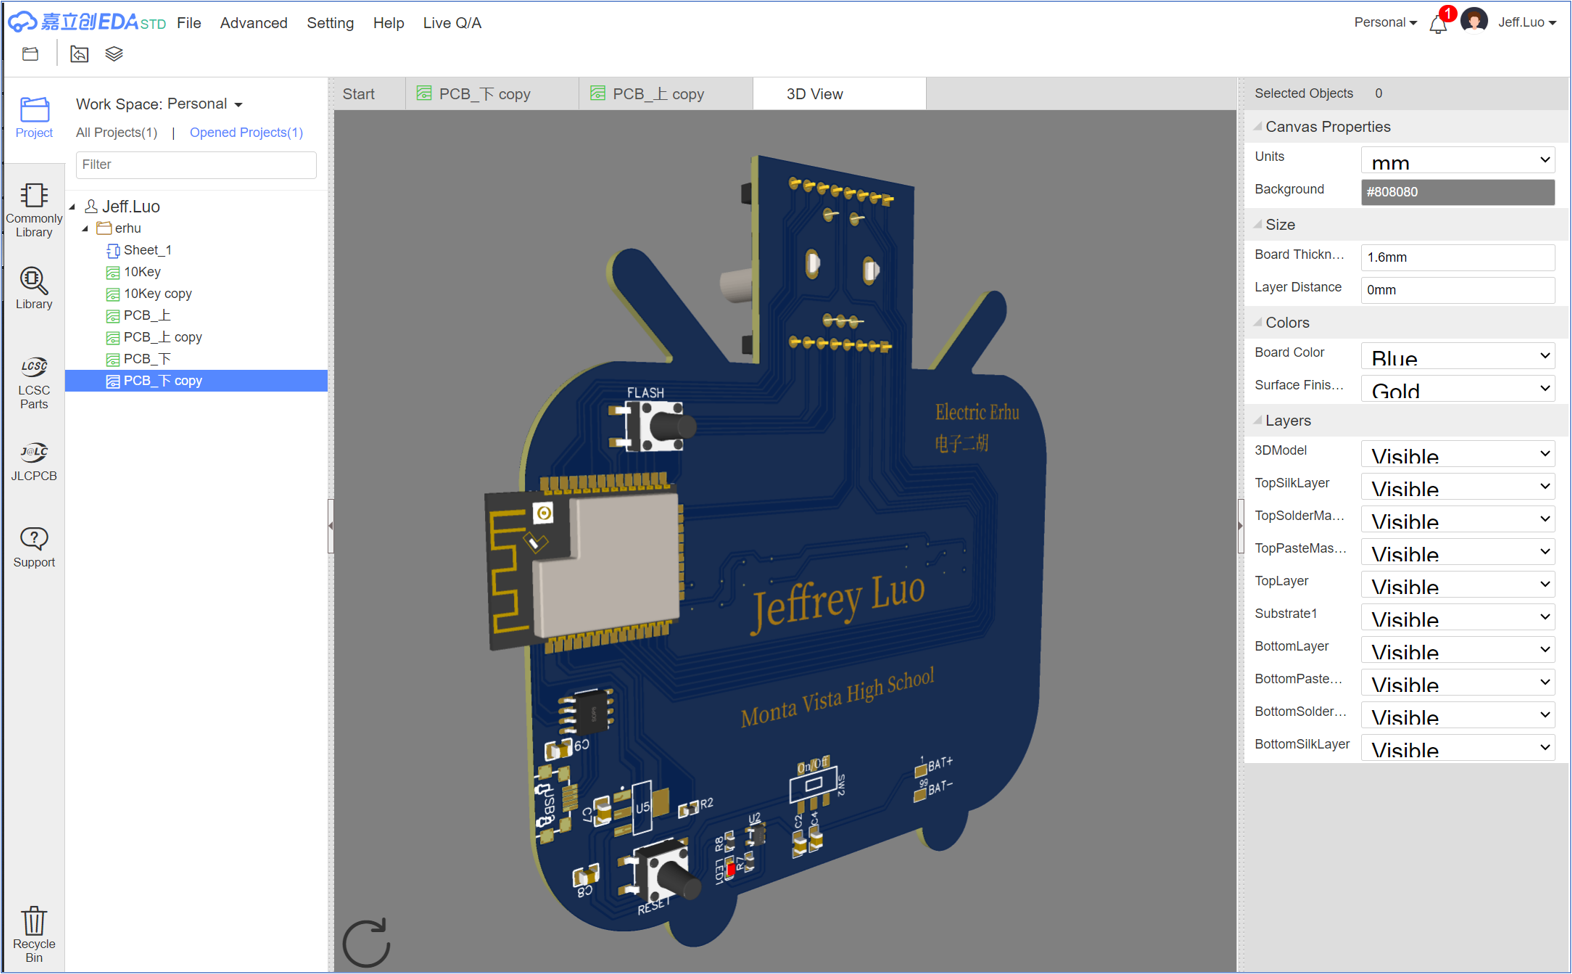 嘉立创EDA STD File Advanced Setting Help Live Q/A
Personal 1 Jeff.Luo
Project
Commonly
Library
Library
LCSC
LCSC
Parts
J@LC
JLCPCB
Support
Recycle
Bin
Work Space: Personal
All Projects(1) | Opened Projects(1)
Filter
Jeff.Luo
erhu
Sheet_1
10Key
10Key copy
PCB_上
PCB_上 copy
PCB_下
PCB_下 copy
Start PCB_下 copy PCB_上 copy 3D View
FLASH
Electric Erhu
电子二胡
Jeffrey Luo
Monta Vista High School
C9
USB3
C7
U5
R2
C8
RESET
R8
LED1
R7
C2
C4
On/Off
SW2
1
BAT+
BAT-
Selected Objects 0
Canvas Properties
Units mm
Background #808080
Size
Board Thickn... 1.6mm
Layer Distance 0mm
Colors
Board Color Blue
Surface Finis... Gold
Layers
3DModel Visible
TopSilkLayer Visible
TopSolderMa... Visible
TopPasteMas... Visible
TopLayer Visible
Substrate1 Visible
BottomLayer Visible
BottomPaste... Visible
BottomSolder... Visible
BottomSilkLayer Visible